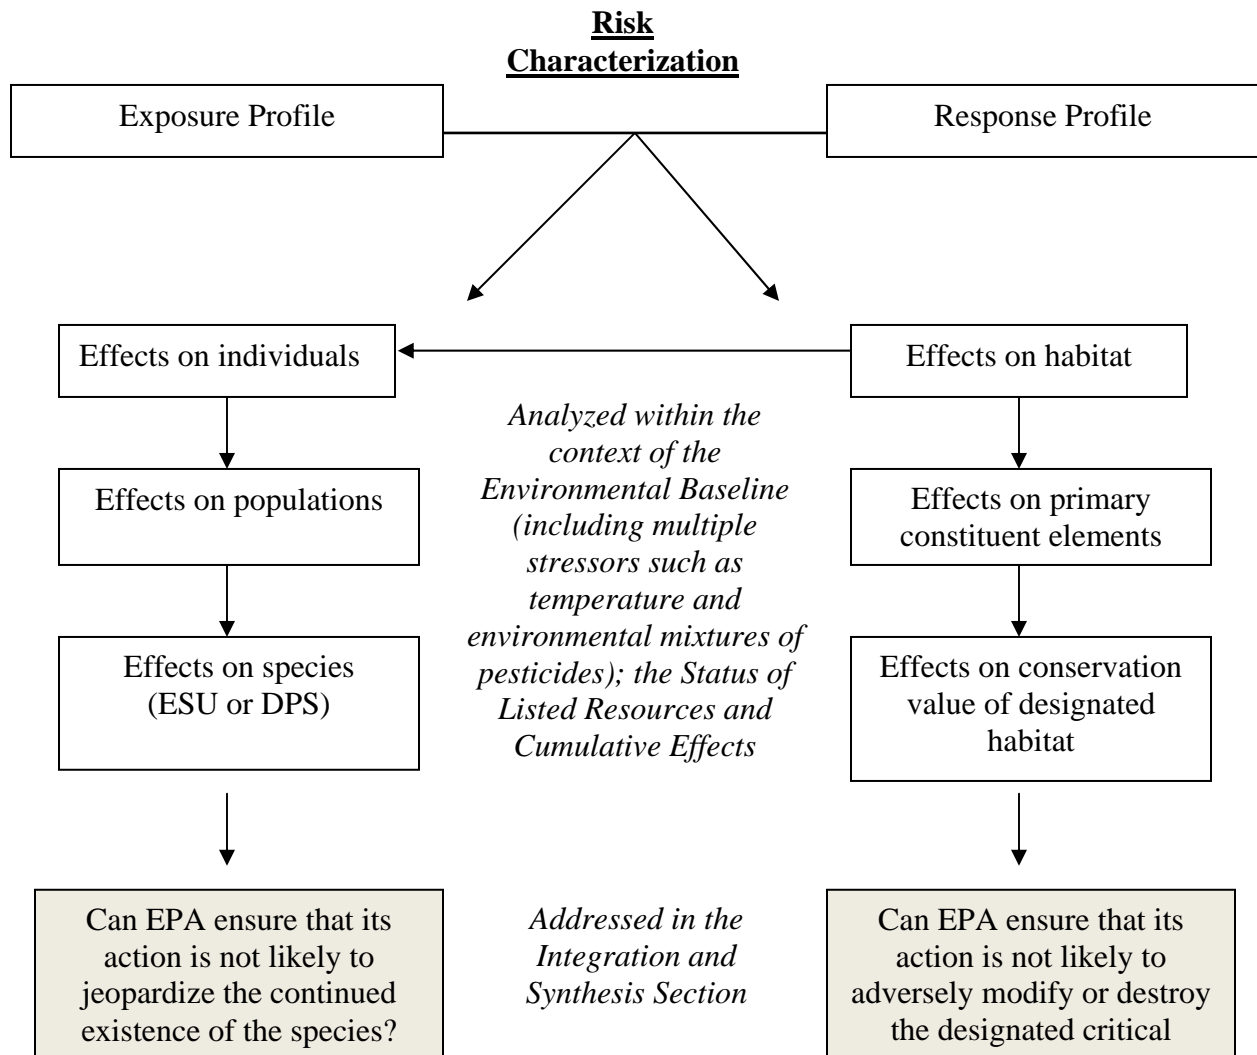 Risk
Characterization
Exposure Profile
Response Profile
Effects on individuals
Effects on habitat
Analyzed within the
context of the
Environmental Baseline
(including multiple
stressors such as
temperature and
environmental mixtures of
pesticides); the Status of
Listed Resources and
Cumulative Effects
Effects on populations
Effects on primary
constituent elements
Effects on species
(ESU or DPS)
Effects on conservation
value of designated
habitat
Can EPA ensure that its
action is not likely to
jeopardize the continued
existence of the species?
Addressed in the
Integration and
Synthesis Section
Can EPA ensure that its
action is not likely to
adversely modify or destroy
the designated critical